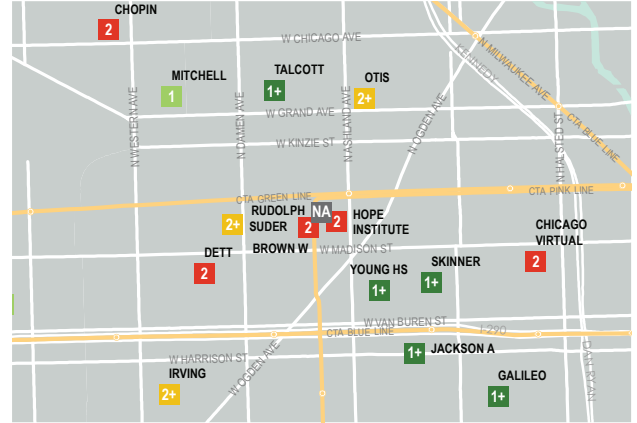 CHOPIN
2
W CHICAGO AVE
KENNEDY
N MILWAUKEE AVE
MITCHELL
1
TALCOTT
1+
OTIS
2+
N WESTERN AVE
N DAMEN AVE
W GRAND AVE
N ASHLAND AVE
N OGDEN AVE
N HALSTED ST
CTA BLUE LINE
W KINZIE ST
CTA GREEN LINE
CTA PINK LINE
RUDOLPH
NA
2+
SUDER
2
2
HOPE
INSTITUTE
BROWN W
W MADISON ST
CHICAGO
VIRTUAL
2
DETT
2
YOUNG HS
1+
SKINNER
1+
W VAN BUREN ST
CTA BLUE LINE
I-290
W HARRISON ST
W OGDEN AVE
1+
JACKSON A
DAN RYAN
IRVING
2+
GALILEO
1+